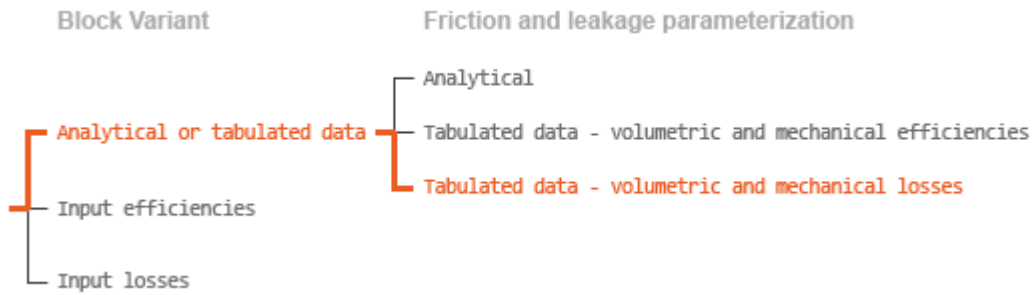 Block Variant
Friction and leakage parameterization
Analytical
Analytical or tabulated data
Tabulated data - volumetric and mechanical efficiencies
Tabulated data - volumetric and mechanical losses
Input efficiencies
Input losses